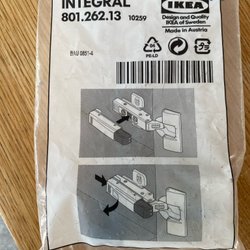 INTEGRAL
801.262.13 10259
IKEA
Design and Quality
IKEA of Sweden
Made in Austria
PE-LD